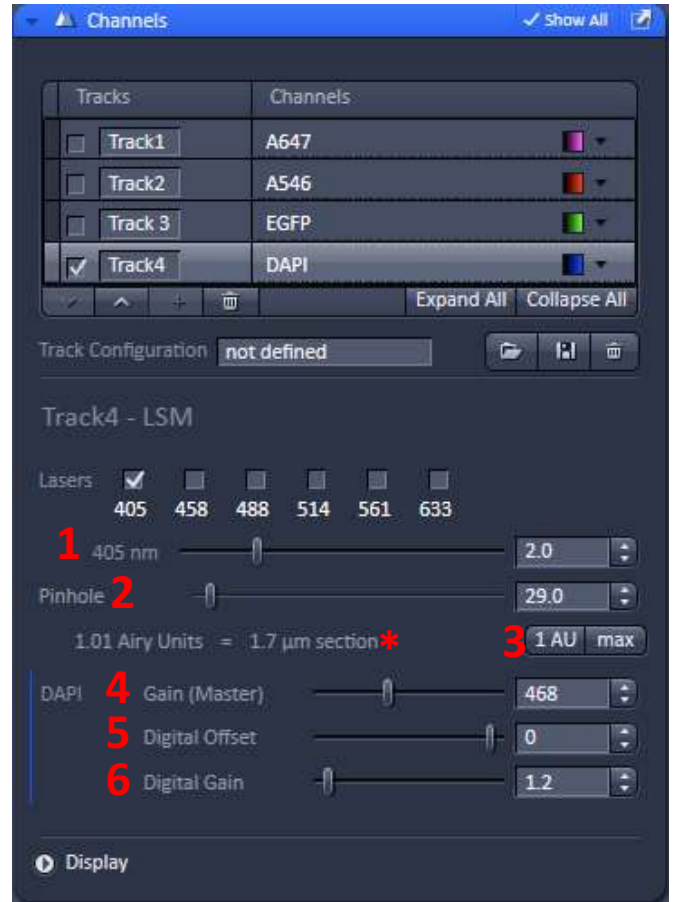 Channels Show All
Tracks Channels
Track1 A647
Track2 A546
Track 3 EGFP
Track4 DAPI
Expand All Collapse All
Track Configuration not defined
Track4 - LSM
Lasers
405 458 488 514 561 633
1 405 nm 2.0
Pinhole 2 29.0
1.01 Airy Units = 1.7 µm section* 3 1 AU max
DAPI 4 Gain (Master) 468
5 Digital Offset 0
6 Digital Gain 1.2
Display